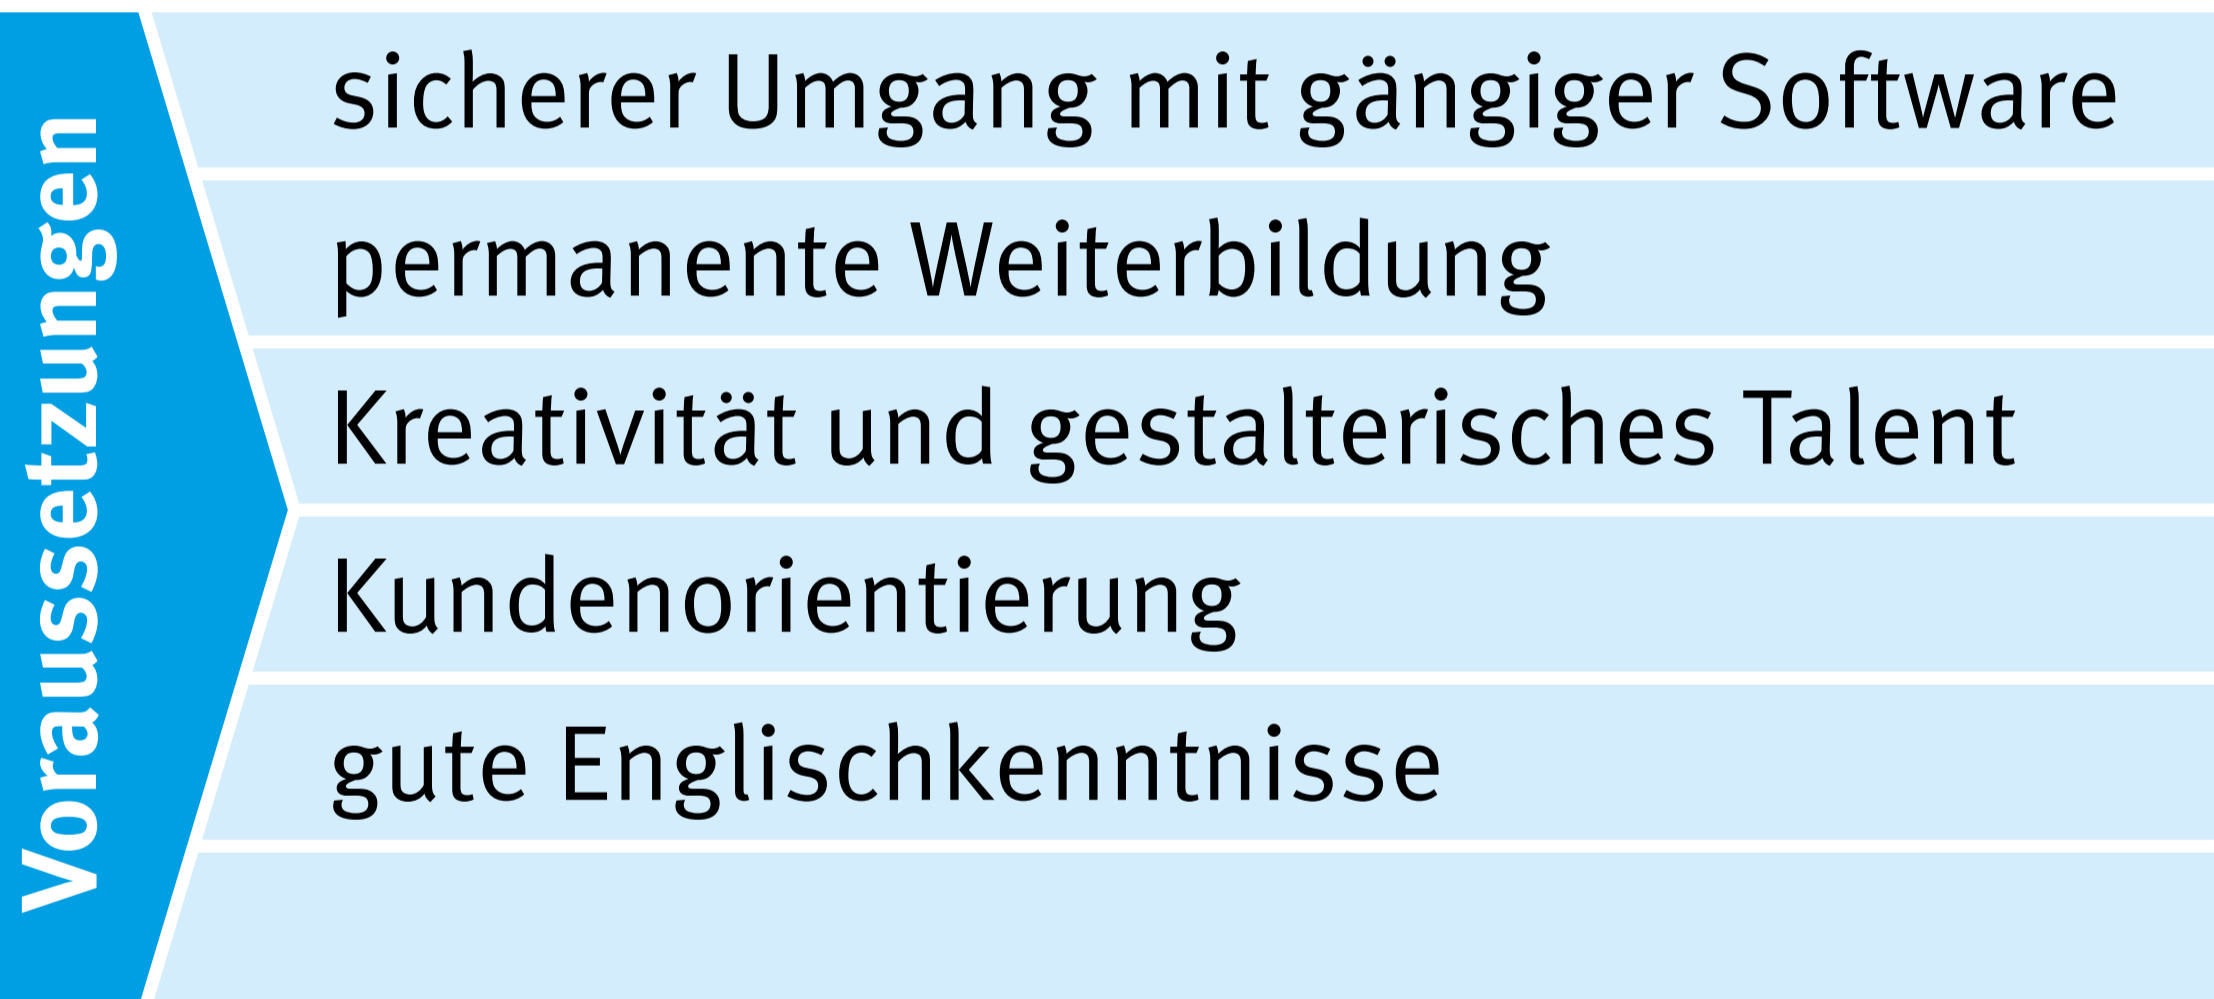 Voraussetzungen
sicherer Umgang mit gängiger Software
permanente Weiterbildung
Kreativität und gestalterisches Talent
Kundenorientierung
gute Englischkenntnisse